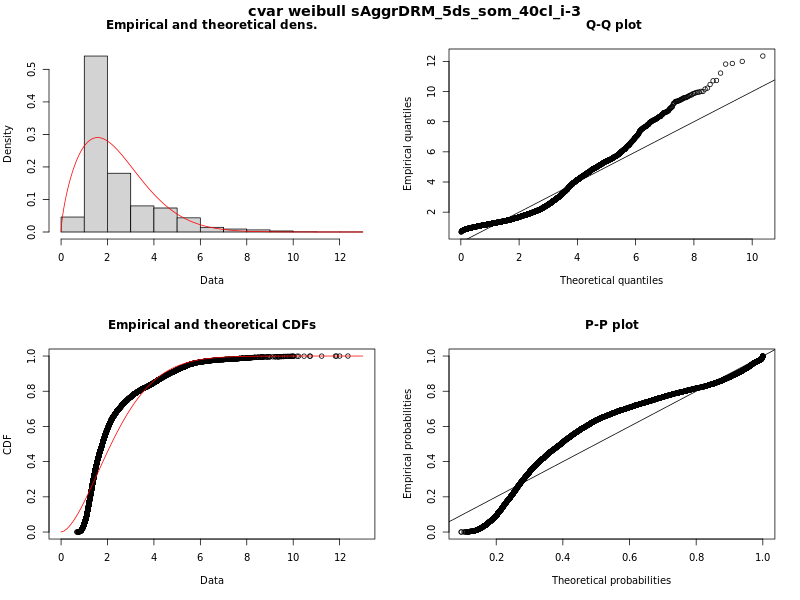 cvar weibull sAggrDRM_5ds_som_40cl_i-3
Empirical and theoretical dens.
Density
0.0 0.1 0.2 0.3 0.4 0.5
0 2 4 6 8 10 12
Data
Q-Q plot
Empirical quantiles
2 4 6 8 10 12
0 2 4 6 8 10
Theoretical quantiles
Empirical and theoretical CDFs
CDF
0.0 0.2 0.4 0.6 0.8 1.0
0 2 4 6 8 10 12
Data
P-P plot
Empirical probabilities
0.0 0.2 0.4 0.6 0.8 1.0
0.2 0.4 0.6 0.8 1.0
Theoretical probabilities